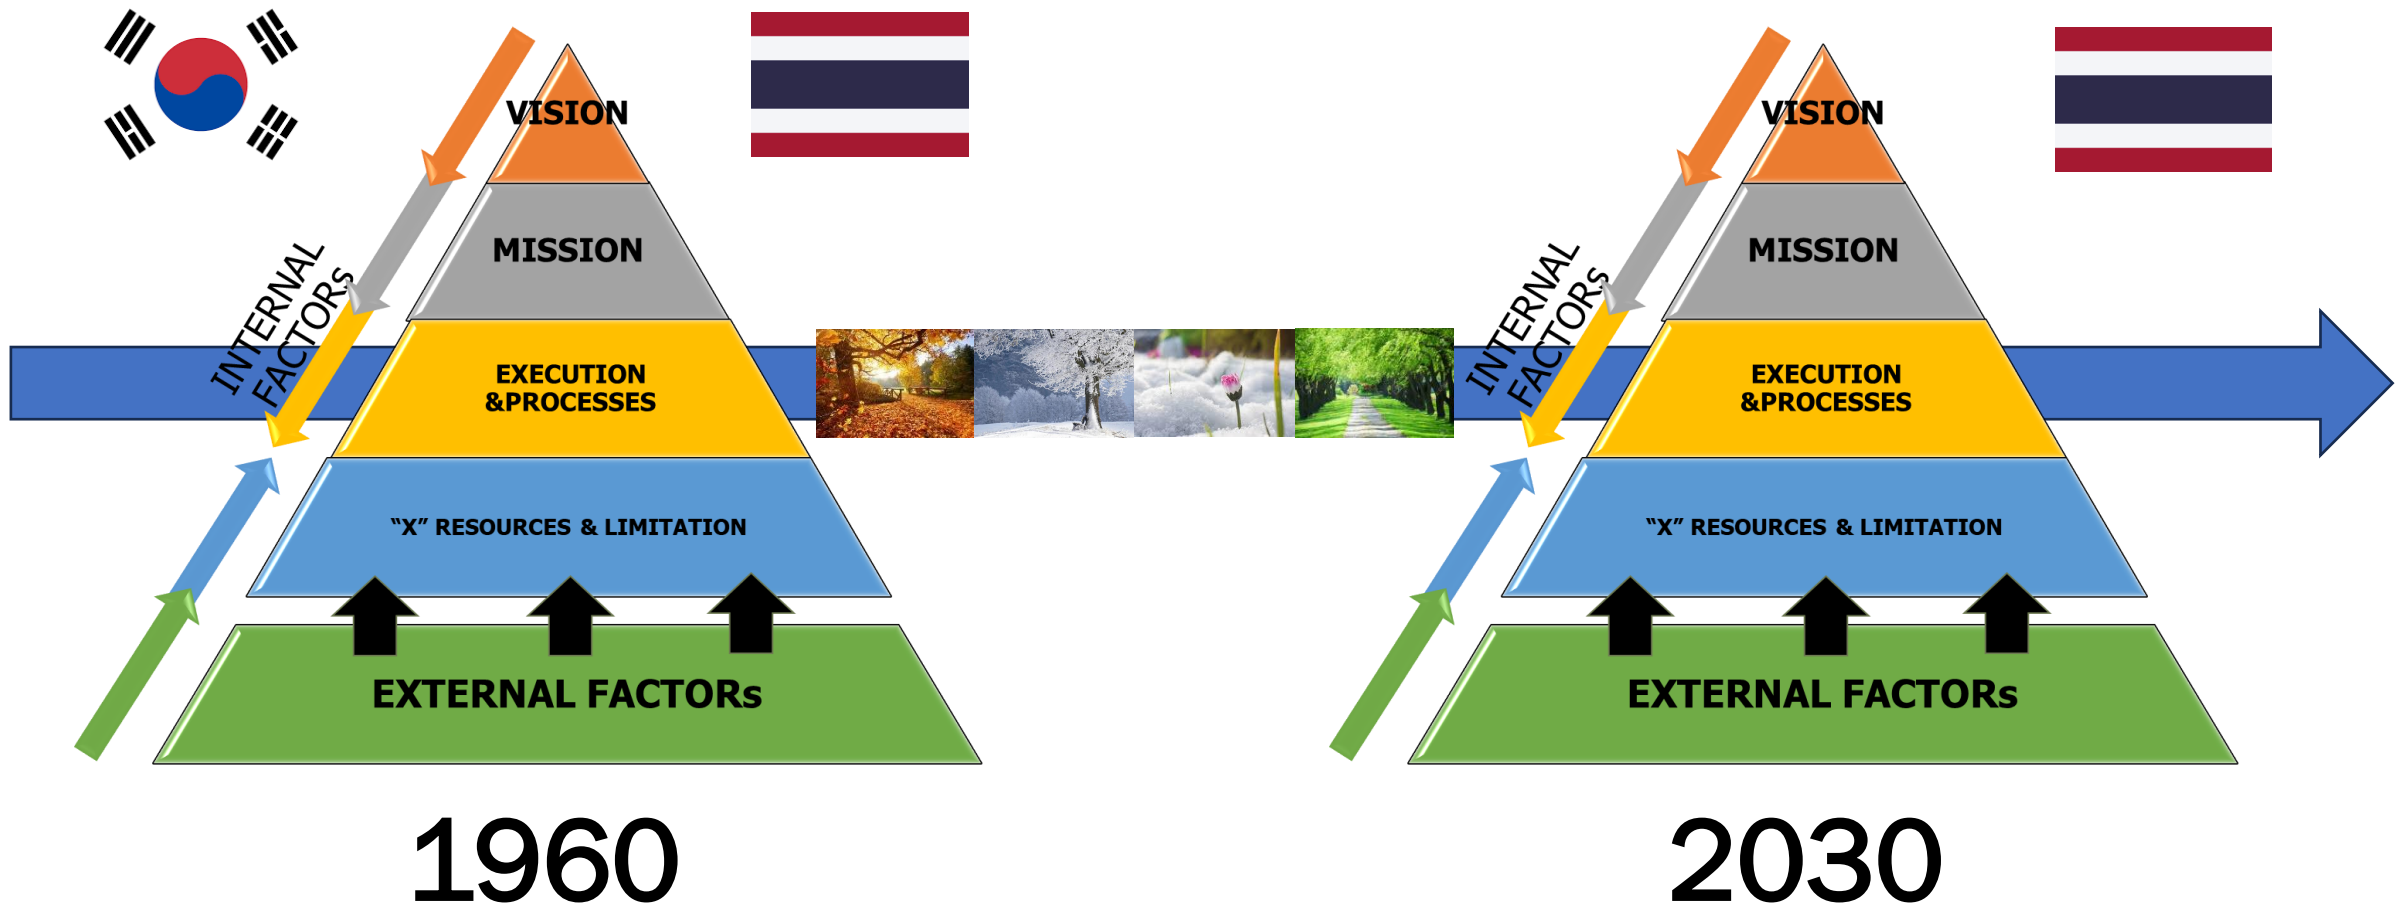 VISION
MISSION
INTERNAL
FACTORs
EXECUTION
&PROCESSES
“X” RESOURCES & LIMITATION
EXTERNAL FACTORs
1960
VISION
MISSION
INTERNAL
FACTORs
EXECUTION
&PROCESSES
“X” RESOURCES & LIMITATION
EXTERNAL FACTORs
2030